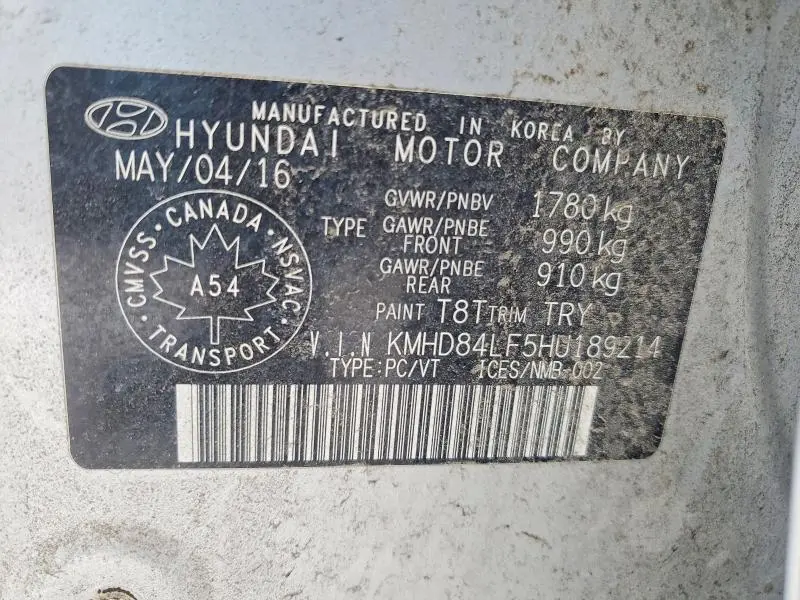 MANUFACTURED IN KOREA BY
HYUNDAI MOTOR COMPANY
MAY/04/16
GVWR/PNBV 1780 kg
TYPE GAWR/PNBE FRONT 990 kg
GAWR/PNBE REAR 910 kg
PAINT T8T TRIM TRY
V.I.N KMHD84LF5HU189214
TYPE:PC/VT ICES/NMB-002
CMVSS · CANADA · NSVAC · TRANSPORT ·
A54